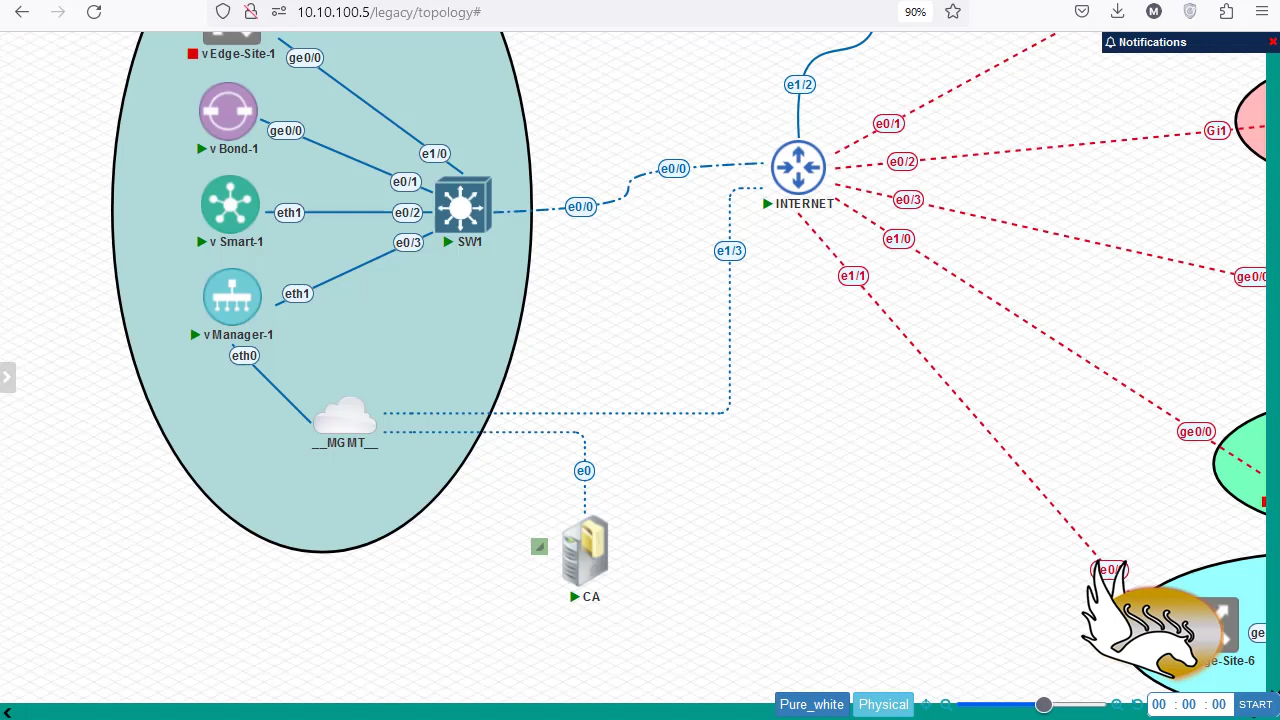 10.10.100.5/legacy/topology#
90%
M
Notifications
vEdge-Site-1
ge0/0
e1/2
vBond-1
ge0/0
e1/0
e0/1
e0/1
e0/2
Gi1
e0/0
e0/0
e0/3
INTERNET
vSmart-1
eth1
e0/2
e0/3
SW1
e1/0
e1/3
e1/1
ge0/0
vManager-1
eth1
eth0
__MGMT__
ge0/0
e0
CA
ge-Site-6
ge
Pure_white
Physical
00 : 00 : 00
START